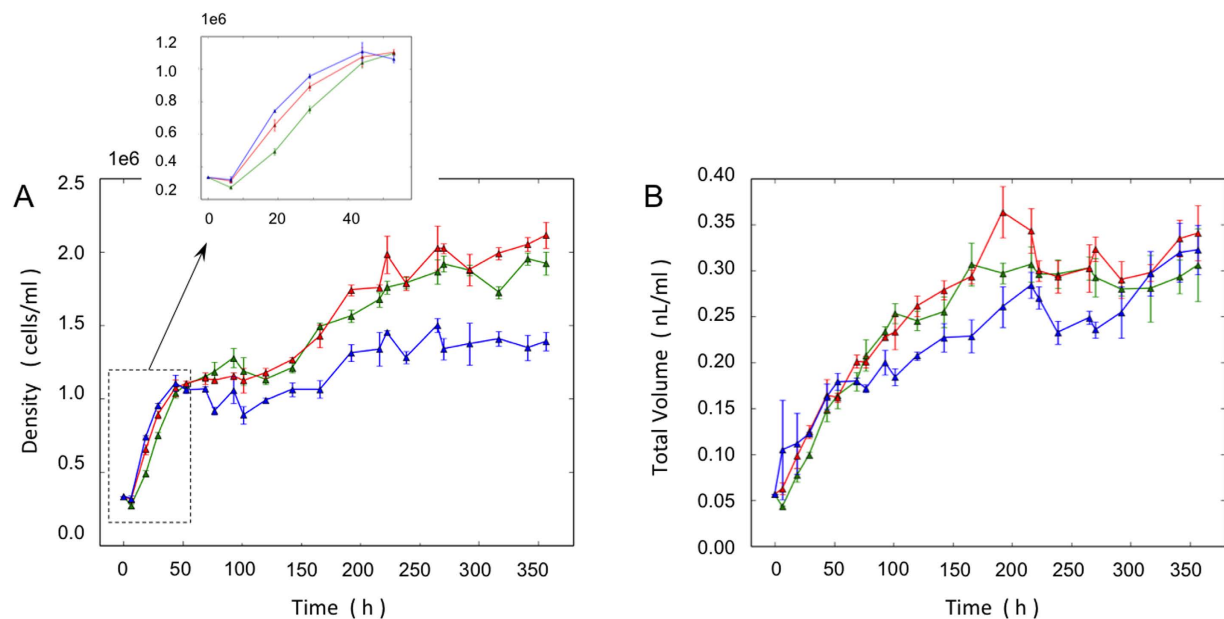 1e6
1.2
1.0
0.8
0.6
0.4
0.2
0 20 40
A
1e6
2.5
2.0
1.5
1.0
0.5
0.0
Density ( cells/ml )
0 50 100 150 200 250 300 350
Time ( h )
B
0.40
0.35
0.30
0.25
0.20
0.15
0.10
0.05
0.00
Total Volume ( nL/ml )
0 50 100 150 200 250 300 350
Time ( h )